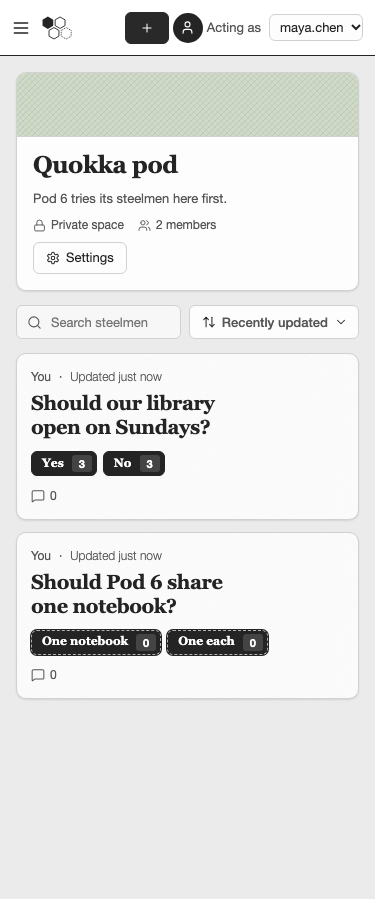 Acting as maya.chen
Quokka pod
Pod 6 tries its steelmen here first.
Private space 2 members
Settings
Search steelmen Recently updated
You · Updated just now
Should our library
open on Sundays?
Yes 3 No 3
0
You · Updated just now
Should Pod 6 share
one notebook?
One notebook 0 One each 0
0